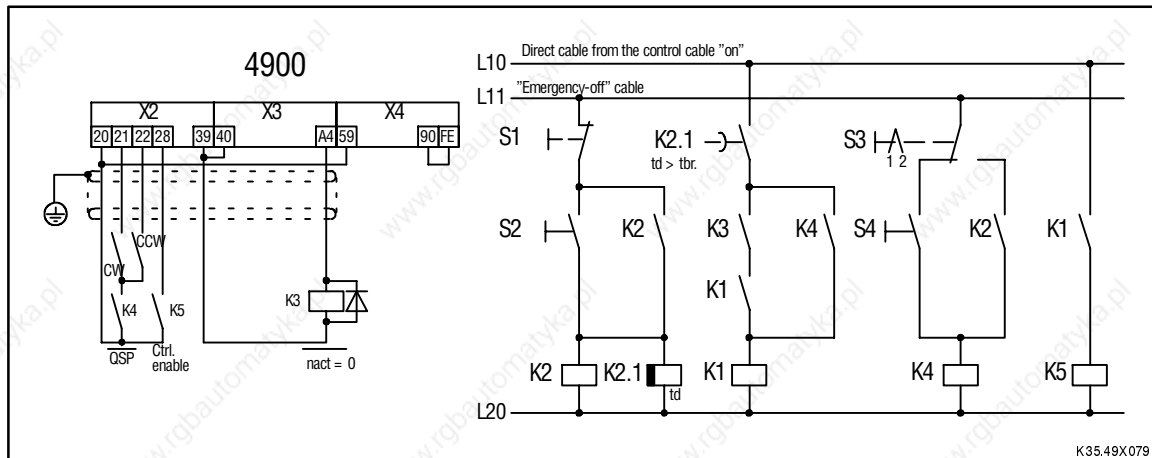 4900
X2 X3 X4
20 21 22 28 39 40 A4 59 90 FE
CCW
CW
K4 K5
QSP
Ctrl.
enable
K3
nact = 0
L10 Direct cable from the control cable "on"
L11 "Emergency-off" cable
S1 K2.1 S3
td > tbr. 1 2
S2 K2 K3 K4 S4 K2 K1
K1
K2 K2.1 K1 K4 K5
td
L20
K35.49X079
www.rgbautomatyka.pl